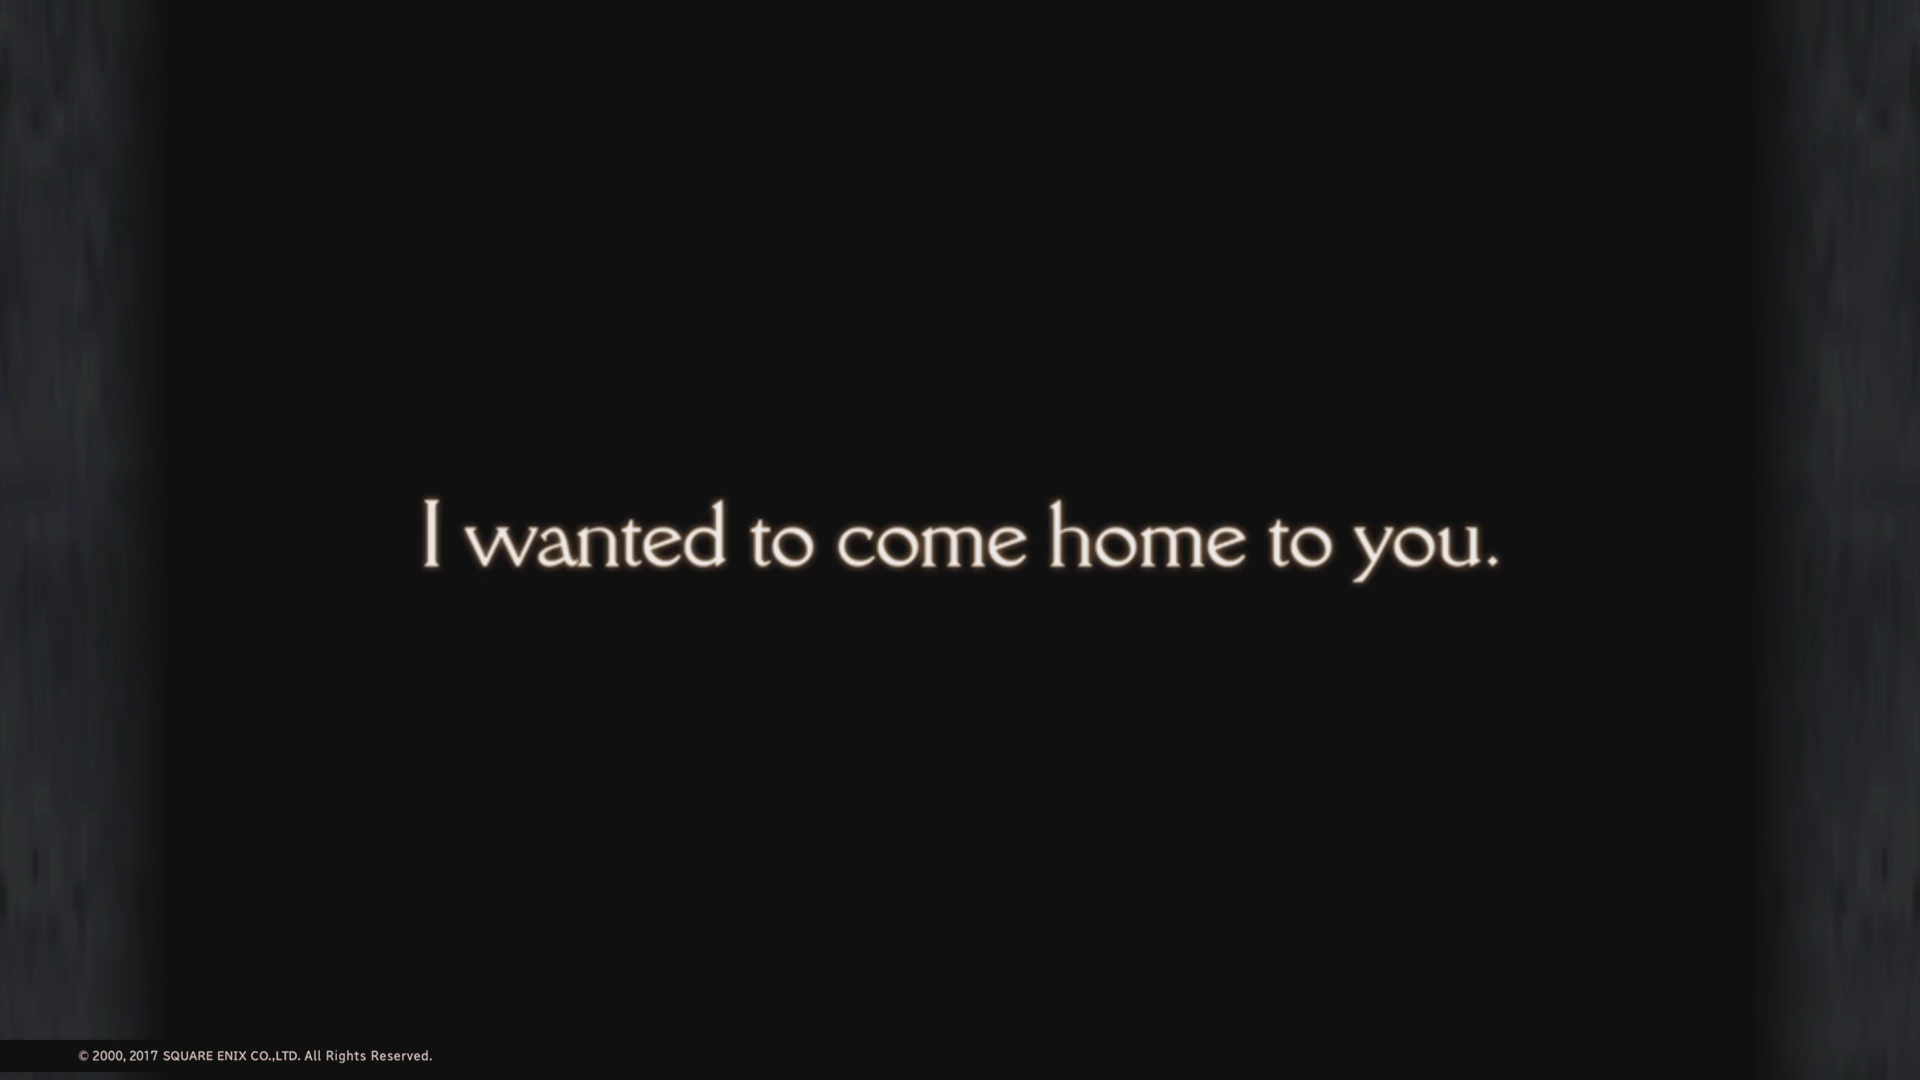 I wanted to come home to you.
© 2000, 2017 SQUARE ENIX CO.,LTD. All Rights Reserved.